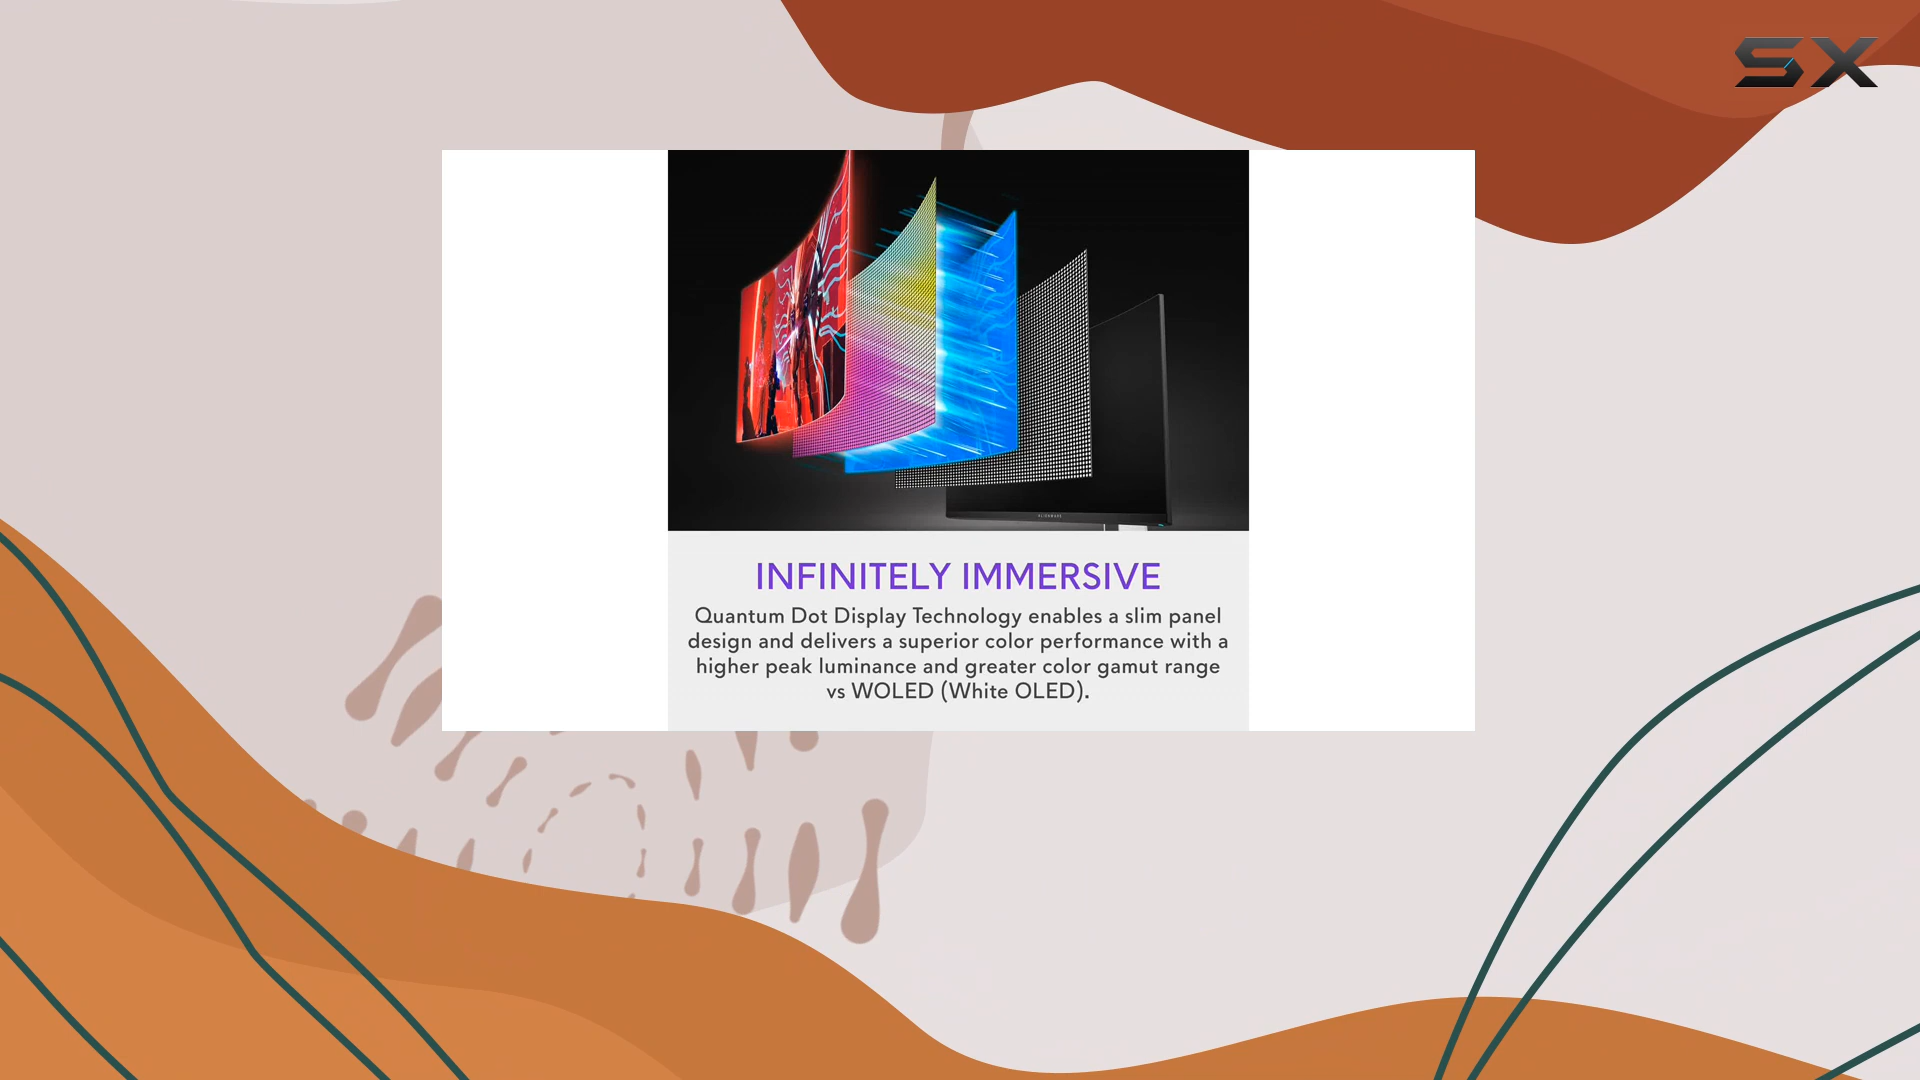 SX
ALIENWARE
INFINITELY IMMERSIVE
Quantum Dot Display Technology enables a slim panel
design and delivers a superior color performance with a
higher peak luminance and greater color gamut range
vs WOLED (White OLED).